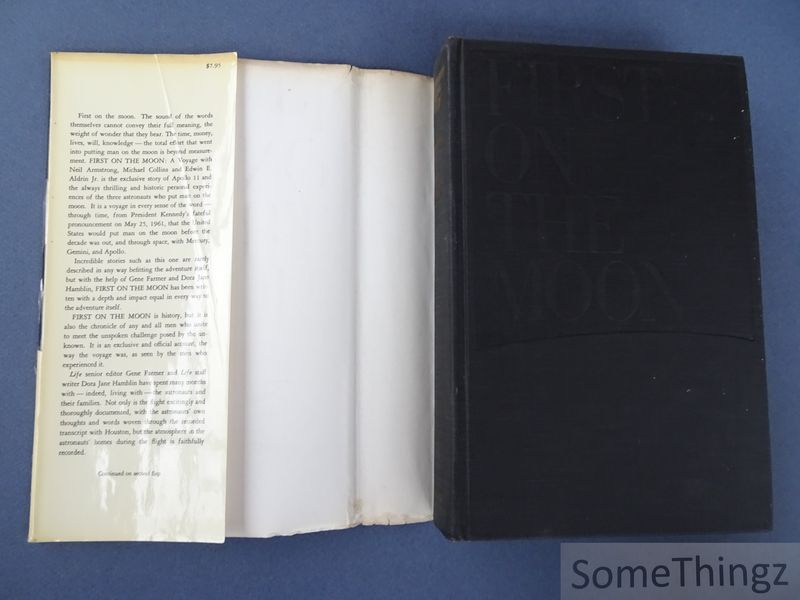 $7.95
First on the moon. The sound of the words
themselves cannot convey their full meaning, the
weight of wonder that they bear. The time, money,
lives, will, knowledge — the total effort that went
into putting man on the moon is beyond measure-
ment. FIRST ON THE MOON: A Voyage with
Neil Armstrong, Michael Collins and Edwin E.
Aldrin Jr. is the exclusive story of Apollo 11 and
the always thrilling and historic personal experi-
ences of the three astronauts who put man on the
moon. It is a voyage in every sense of the word —
through time, from President Kennedy's fateful
pronouncement on May 25, 1961, that the United
States would put man on the moon before the
decade was out, and through space, with Mercury,
Gemini, and Apollo.
Incredible stories such as this one are rarely
described in any way befitting the adventure itself,
but with the help of Gene Farmer and Dora Jane
Hamblin, FIRST ON THE MOON has been writ-
ten with a depth and impact equal in every way to
the adventure itself.
FIRST ON THE MOON is history, but it is
also the chronicle of any and all men who unite
to meet the unspoken challenge posed by the un-
known. It is an exclusive and official account, the
way the voyage was, as seen by the men who
experienced it.
Life senior editor Gene Farmer and Life staff
writer Dora Jane Hamblin have spent many months
with — indeed, living with — the astronauts and
their families. Not only is the flight excitingly and
thoroughly documented, with the astronauts' own
thoughts and words woven through the recorded
transcript with Houston, but the atmosphere in the
astronauts' homes during the flight is faithfully
recorded.
Continued on second flap
FIRST
ON
THE
MOON
SomeThingz